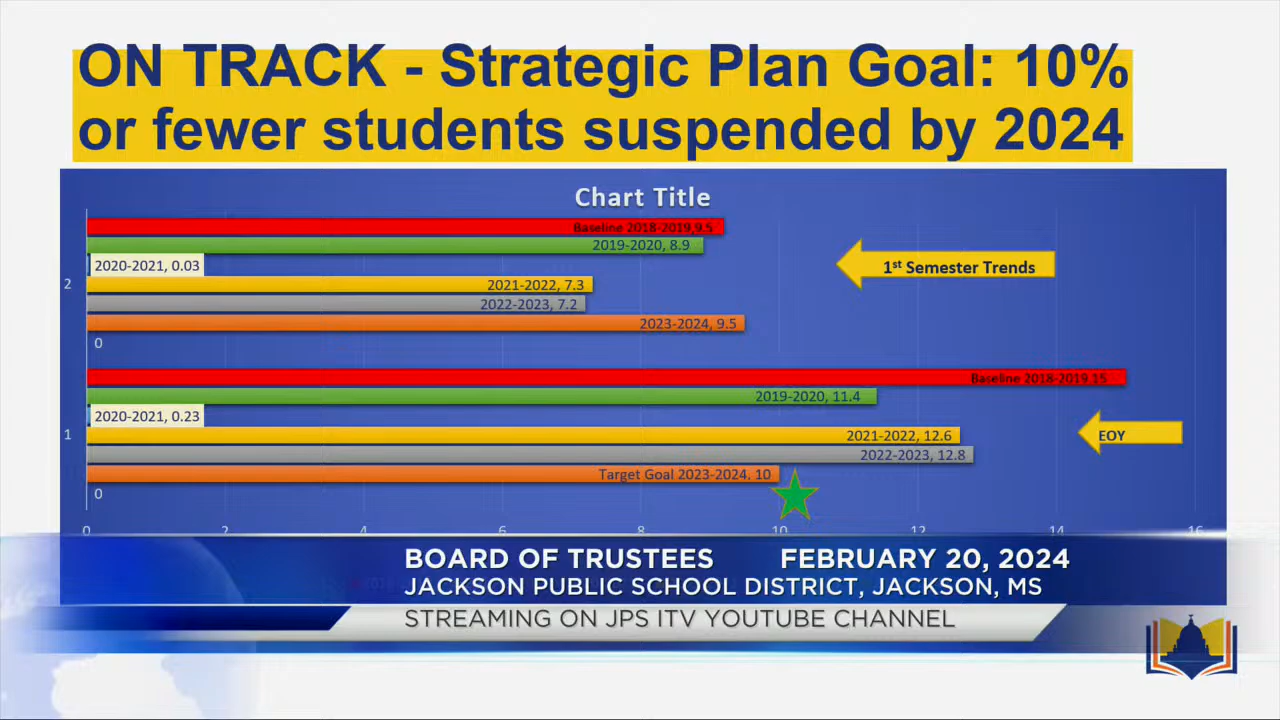 ON TRACK - Strategic Plan Goal: 10%
or fewer students suspended by 2024
Chart Title
Baseline 2018-2019,9.5
2019-2020, 8.9
1st Semester Trends
2020-2021, 0.03
2
2021-2022, 7.3
2022-2023, 7.2
2023-2024, 9.5
0
Baseline 2018-2019,15
2019-2020, 11.4
2020-2021, 0.23
1
2021-2022, 12.6
EOY
2022-2023, 12.8
Target Goal 2023-2024, 10
0
0 2 4 6 8 10 12 14 16
BOARD OF TRUSTEES FEBRUARY 20, 2024
JACKSON PUBLIC SCHOOL DISTRICT, JACKSON, MS
STREAMING ON JPS ITV YOUTUBE CHANNEL